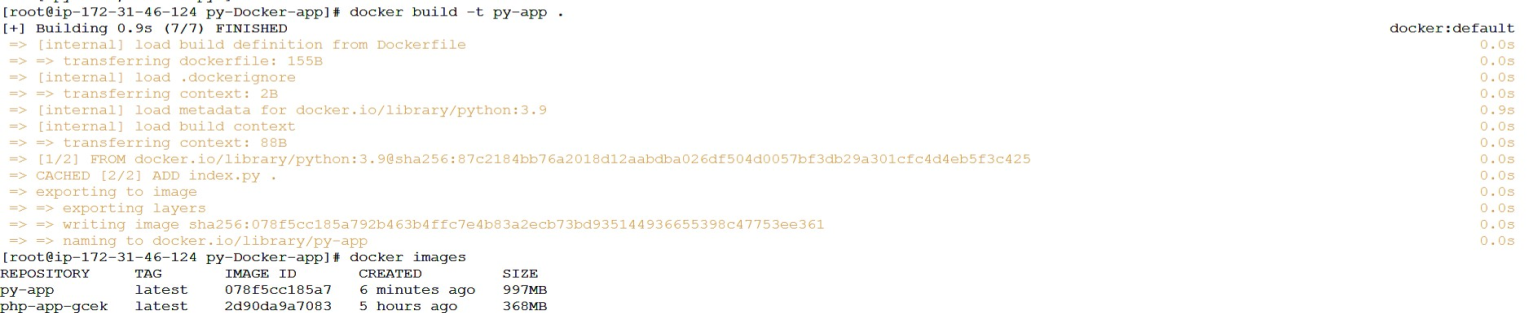 [root@ip-172-31-46-124 py-Docker-app]# docker build -t py-app .
[+] Building 0.9s (7/7) FINISHED docker:default
=> [internal] load build definition from Dockerfile 0.0s
=> => transferring dockerfile: 155B 0.0s
=> [internal] load .dockerignore 0.0s
=> => transferring context: 2B 0.0s
=> [internal] load metadata for docker.io/library/python:3.9 0.9s
=> [internal] load build context 0.0s
=> => transferring context: 88B 0.0s
=> [1/2] FROM docker.io/library/python:3.9@sha256:87c2184bb76a2018d12aabdba026df504d0057bf3db29a301cfc4d4eb5f3c425 0.0s
=> CACHED [2/2] ADD index.py . 0.0s
=> exporting to image 0.0s
=> => exporting layers 0.0s
=> => writing image sha256:078f5cc185a792b463b4ffc7e4b83a2ecb73bd935144936655398c47753ee361 0.0s
=> => naming to docker.io/library/py-app 0.0s
[root@ip-172-31-46-124 py-Docker-app]# docker images
REPOSITORY TAG IMAGE ID CREATED SIZE
py-app latest 078f5cc185a7 6 minutes ago 997MB
php-app-gcek latest 2d90da9a7083 5 hours ago 368MB